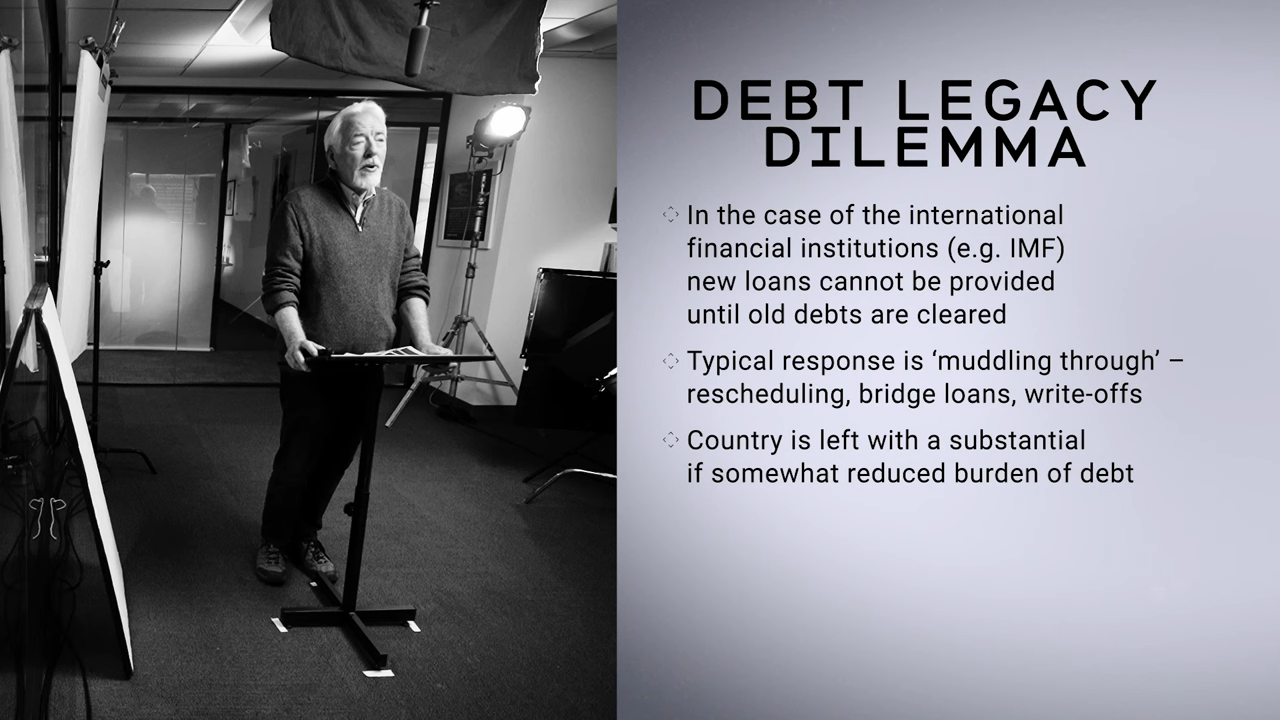 DEBT LEGACY
DILEMMA
In the case of the international
financial institutions (e.g. IMF)
new loans cannot be provided
until old debts are cleared
Typical response is ‘muddling through’ –
rescheduling, bridge loans, write-offs
Country is left with a substantial
if somewhat reduced burden of debt